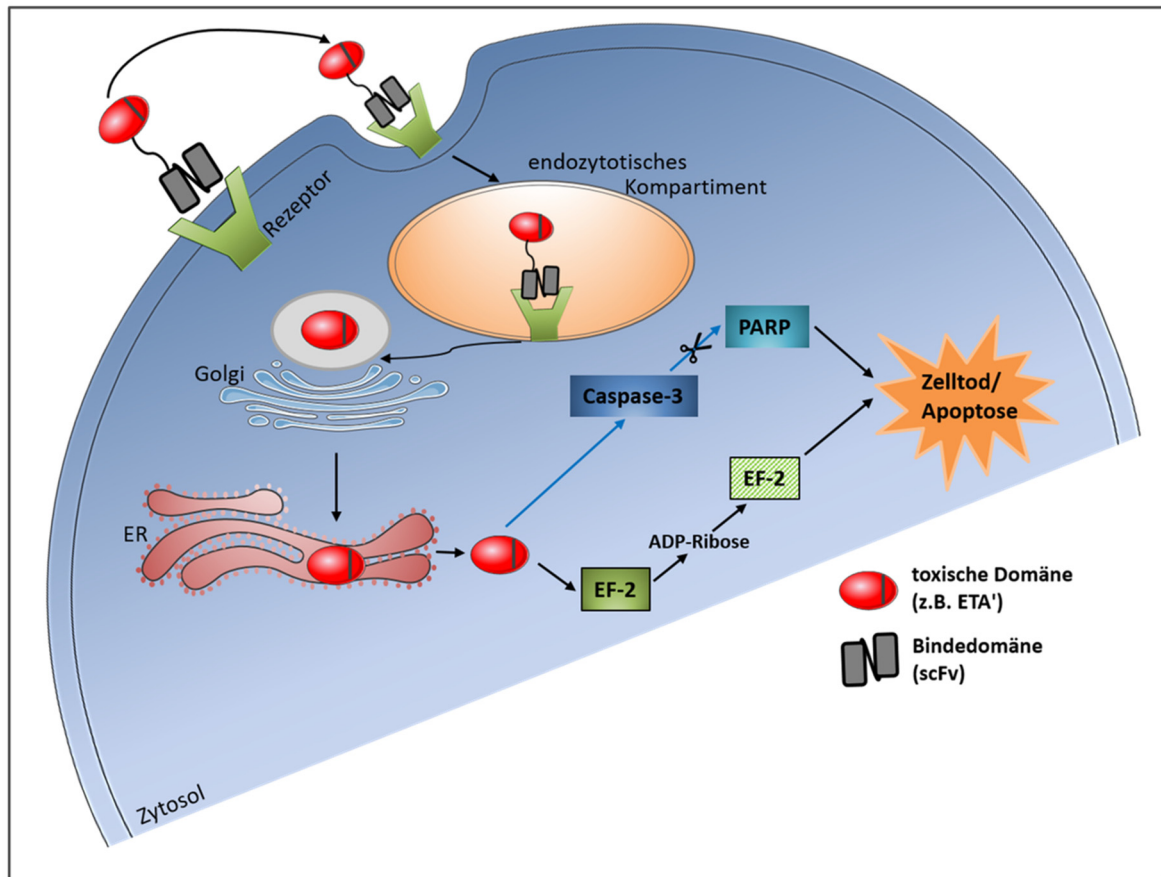 endozytotisches
Kompartiment
Rezeptor
PARP
Golgi
Caspase-3
Zelltod/
Apoptose
EF-2
ER
ADP-Ribose
EF-2
toxische Domäne
(z.B. ETA')
Bindedomäne
(scFv)
Zytosol